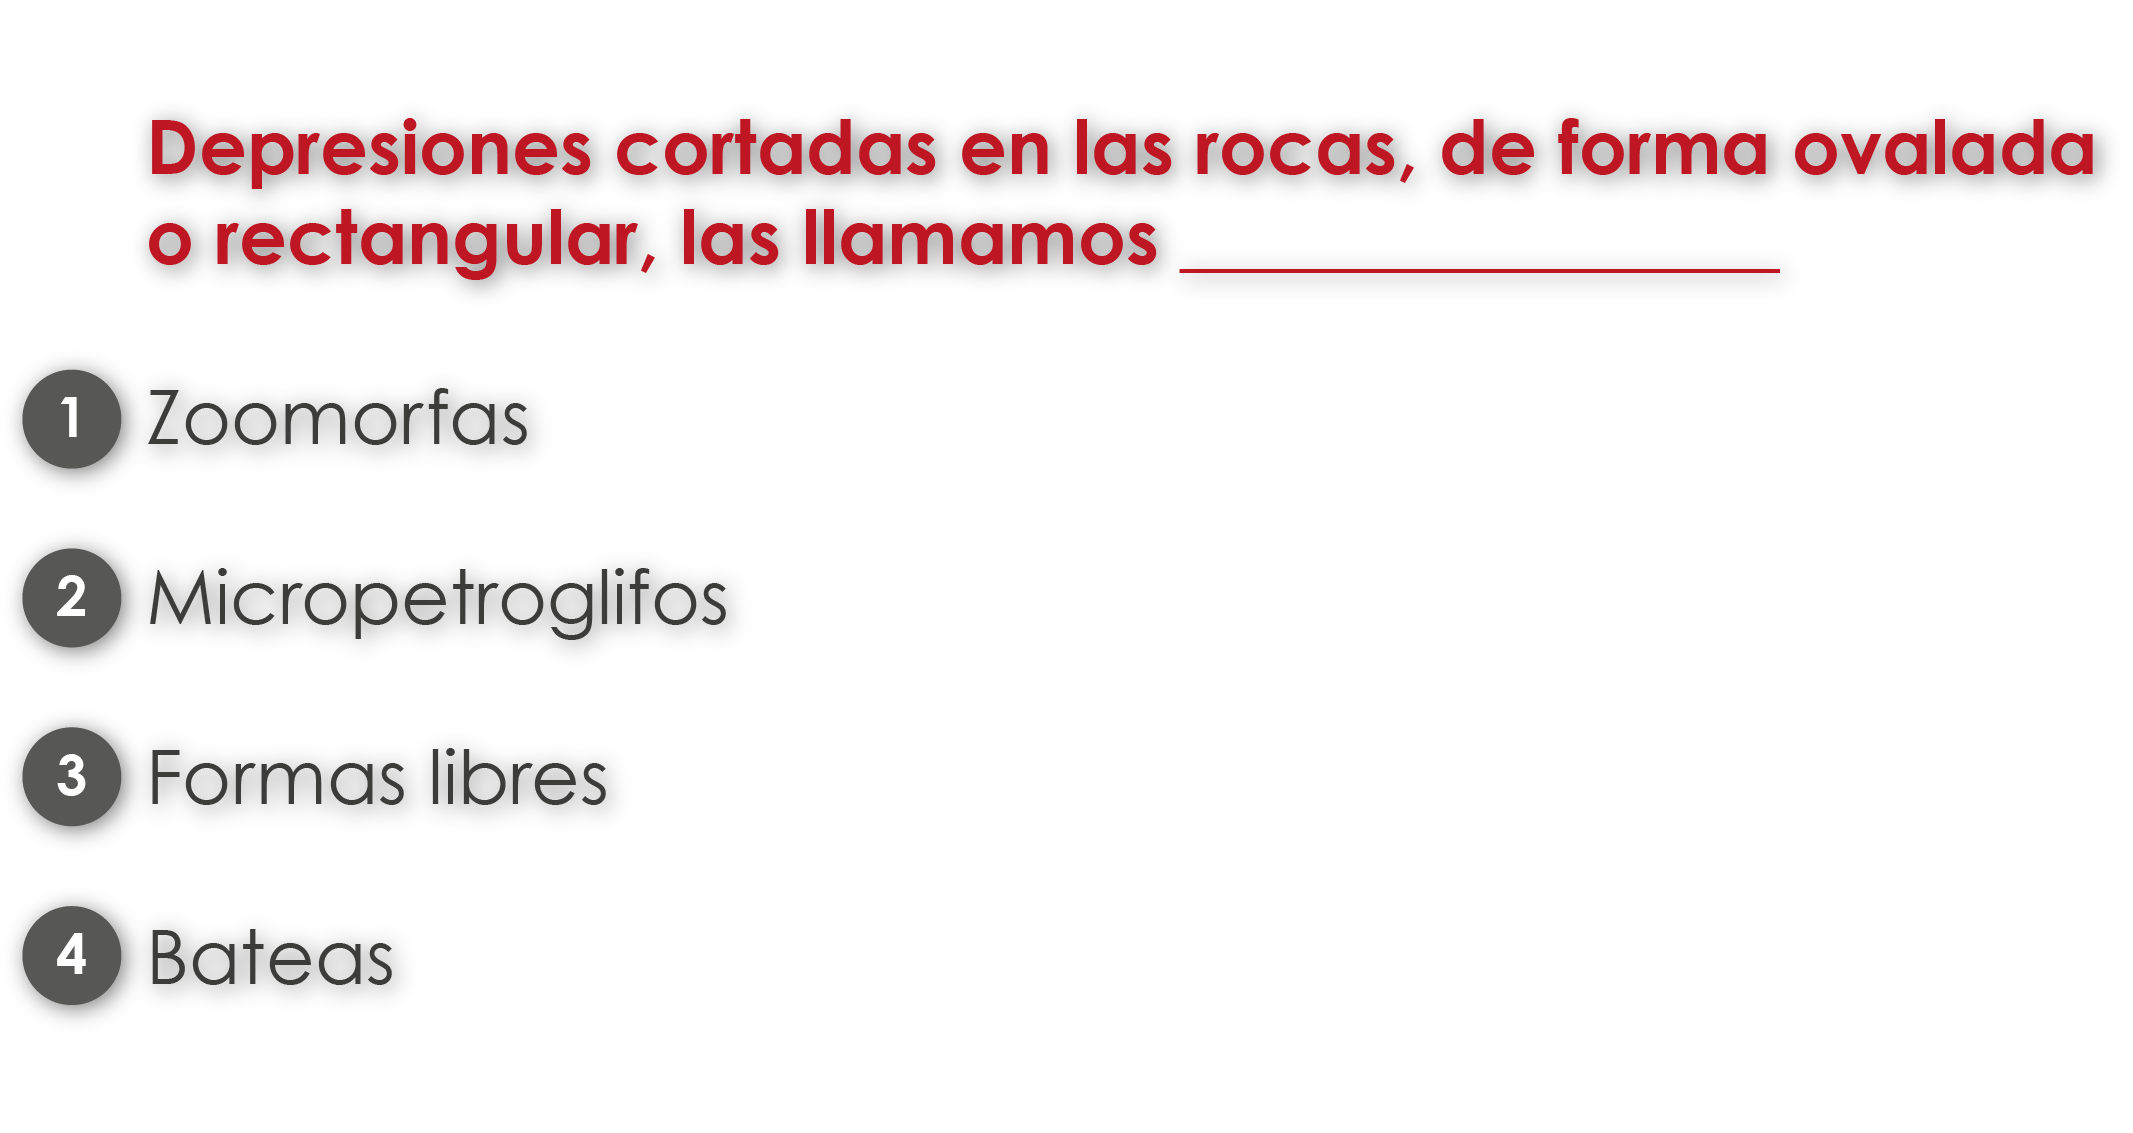 Depresiones cortadas en las rocas, de forma ovalada
o rectangular, las llamamos _______________
1 Zoomorfas
2 Micropetroglifos
3 Formas libres
4 Bateas